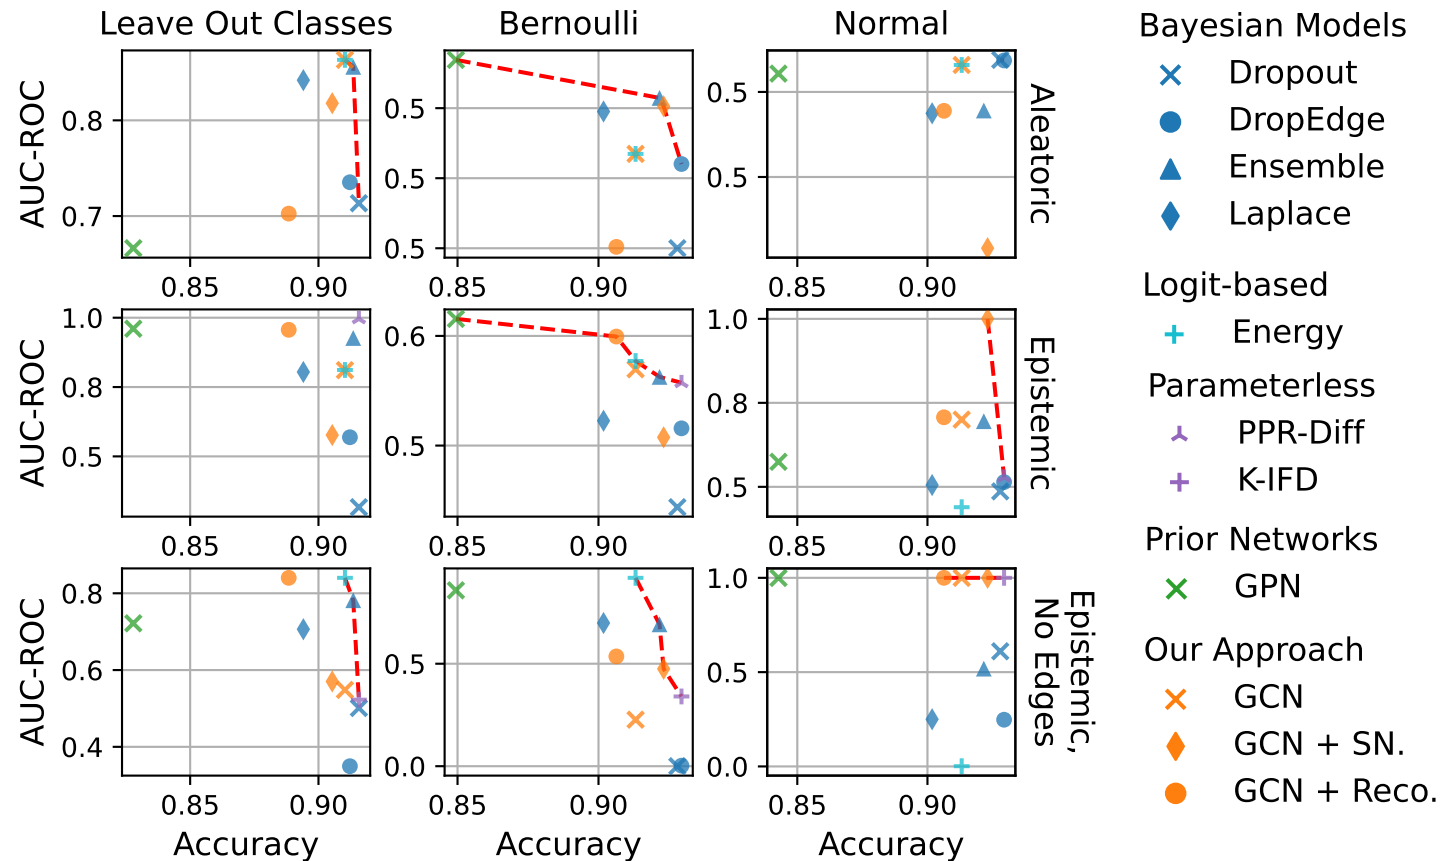 Leave Out Classes
Bernoulli
Normal
AUC-ROC
0.8
0.7
0.85
0.90
0.5
0.5
0.5
0.85
0.90
0.5
0.5
0.85
0.90
Aleatoric
AUC-ROC
1.0
0.8
0.5
0.85
0.90
0.6
0.5
0.85
0.90
1.0
0.8
0.5
0.85
0.90
Epistemic
AUC-ROC
0.8
0.6
0.4
0.85
0.90
Accuracy
0.5
0.0
0.85
0.90
Accuracy
1.0
0.5
0.0
0.85
0.90
Accuracy
Epistemic,
No Edges
Bayesian Models
Dropout
DropEdge
Ensemble
Laplace
Logit-based
Energy
Parameterless
PPR-Diff
K-IFD
Prior Networks
GPN
Our Approach
GCN
GCN + SN.
GCN + Reco.